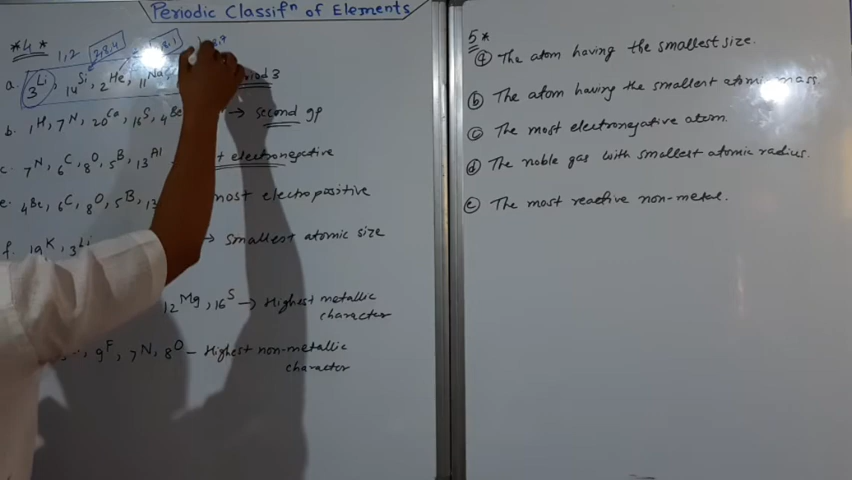 Periodic Classifⁿ of Elements
*4*
1,2 2,8,4
a. ₃Li, ₁₄Si, ₂He, ₁₁Na, 3
b. ₁H, ₇N, ₂₀Ca, ₁₆S, ₄Be → second gp
c. ₇N, ₆C, ₈O, ₅B, ₁₃Al electronegative
e. ₄Be, ₆C, ₈O, ₅B, most electropositive
f. ₁₉K, ₃Li → smallest atomic size
₁₂Mg, ₁₆S → Highest metallic
character
₉F, ₇N, ₈O - Highest non-metallic
character
5*
ⓐ The atom having the smallest size.
ⓑ The atom having the smallest atomic mass.
ⓒ The most electronegative atom.
ⓓ The noble gas with smallest atomic radius.
ⓔ The most reactive non-metal.